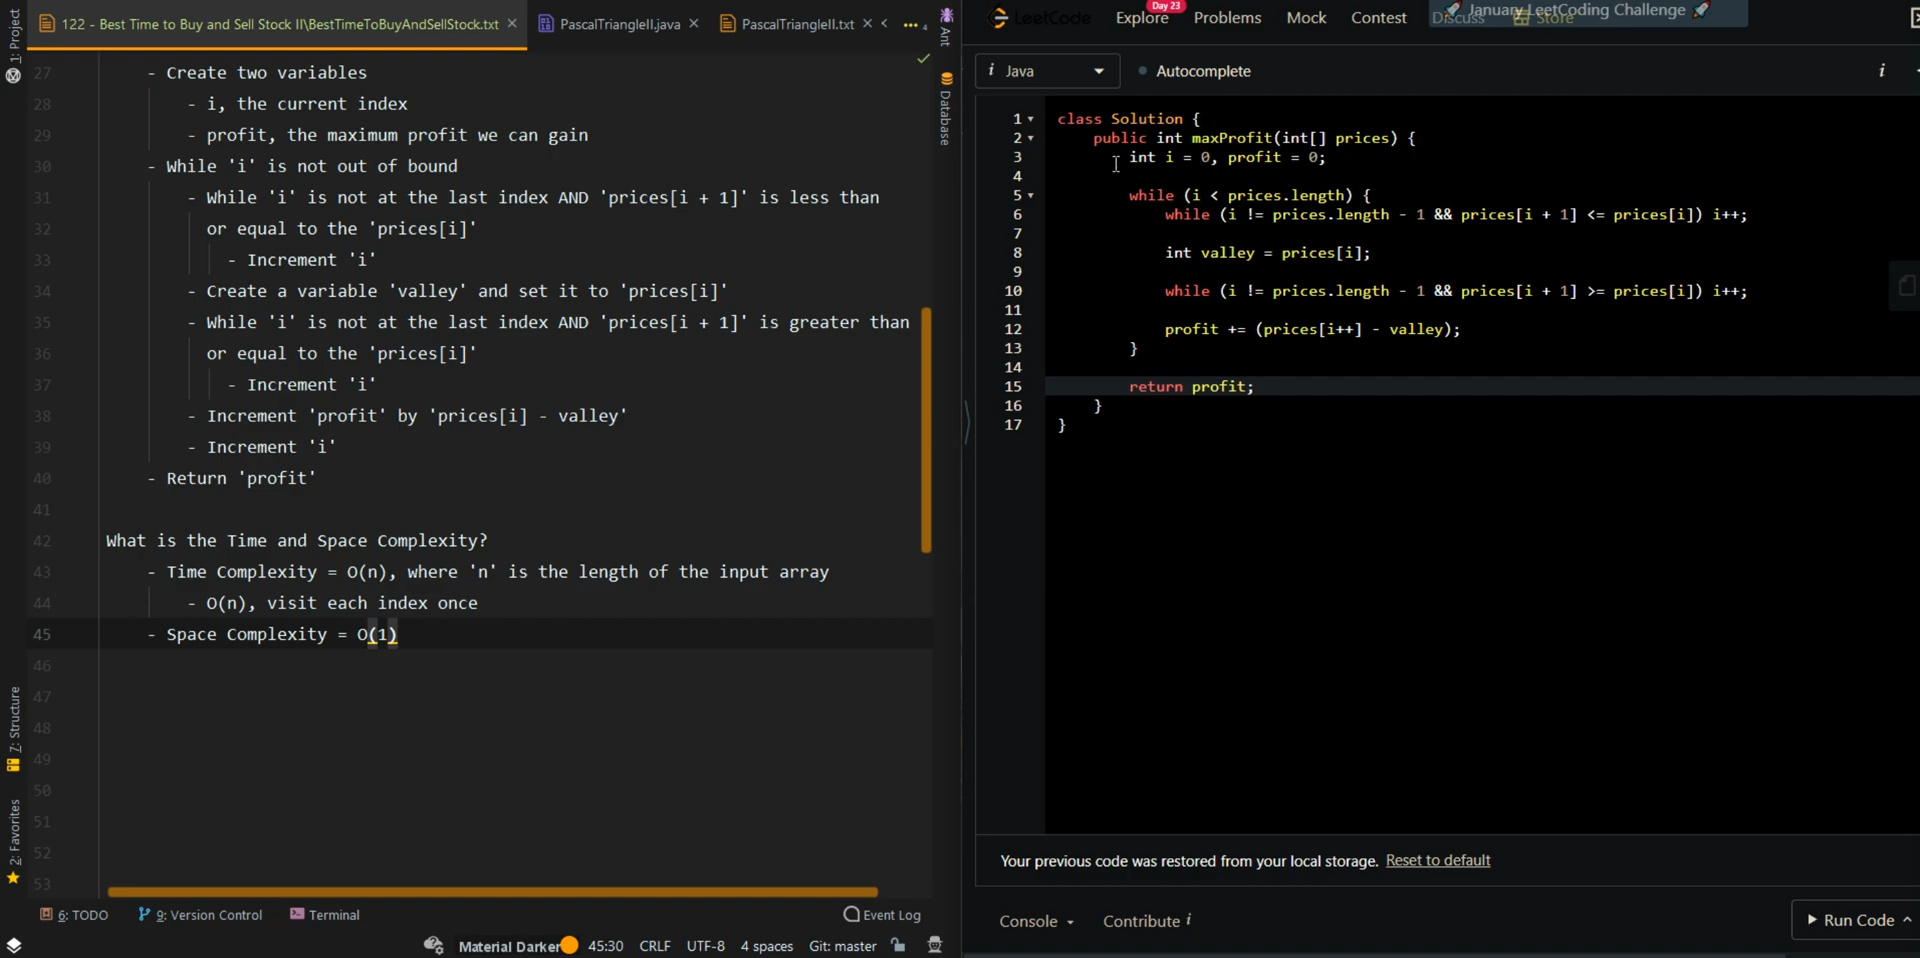 1: Project
122 - Best Time to Buy and Sell Stock II\BestTimeToBuyAndSellStock.txt
PascalTriangleII.java
PascalTriangleII.txt
4
Ant
Database
27 - Create two variables
28 - i, the current index
29 - profit, the maximum profit we can gain
30 - While 'i' is not out of bound
31 - While 'i' is not at the last index AND 'prices[i + 1]' is less than
32 or equal to the 'prices[i]'
33 - Increment 'i'
34 - Create a variable 'valley' and set it to 'prices[i]'
35 - While 'i' is not at the last index AND 'prices[i + 1]' is greater than
36 or equal to the 'prices[i]'
37 - Increment 'i'
38 - Increment 'profit' by 'prices[i] - valley'
39 - Increment 'i'
40 - Return 'profit'
41
42 What is the Time and Space Complexity?
43 - Time Complexity = O(n), where 'n' is the length of the input array
44 - O(n), visit each index once
45 - Space Complexity = O(1)
46
47
48
49
50
51
52
53
7: Structure
2: Favorites
6: TODO
9: Version Control
Terminal
Event Log
Material Darker
45:30
CRLF
UTF-8
4 spaces
Git: master
LeetCode
Explore
Day 23
Problems
Mock
Contest
Discuss
Store
January LeetCoding Challenge
i Java
Autocomplete
i
1 class Solution {
2 public int maxProfit(int[] prices) {
3 int i = 0, profit = 0;
4
5 while (i < prices.length) {
6 while (i != prices.length - 1 && prices[i + 1] <= prices[i]) i++;
7
8 int valley = prices[i];
9
10 while (i != prices.length - 1 && prices[i + 1] >= prices[i]) i++;
11
12 profit += (prices[i++] - valley);
13 }
14
15 return profit;
16 }
17 }
Your previous code was restored from your local storage. Reset to default
Console
Contribute i
Run Code